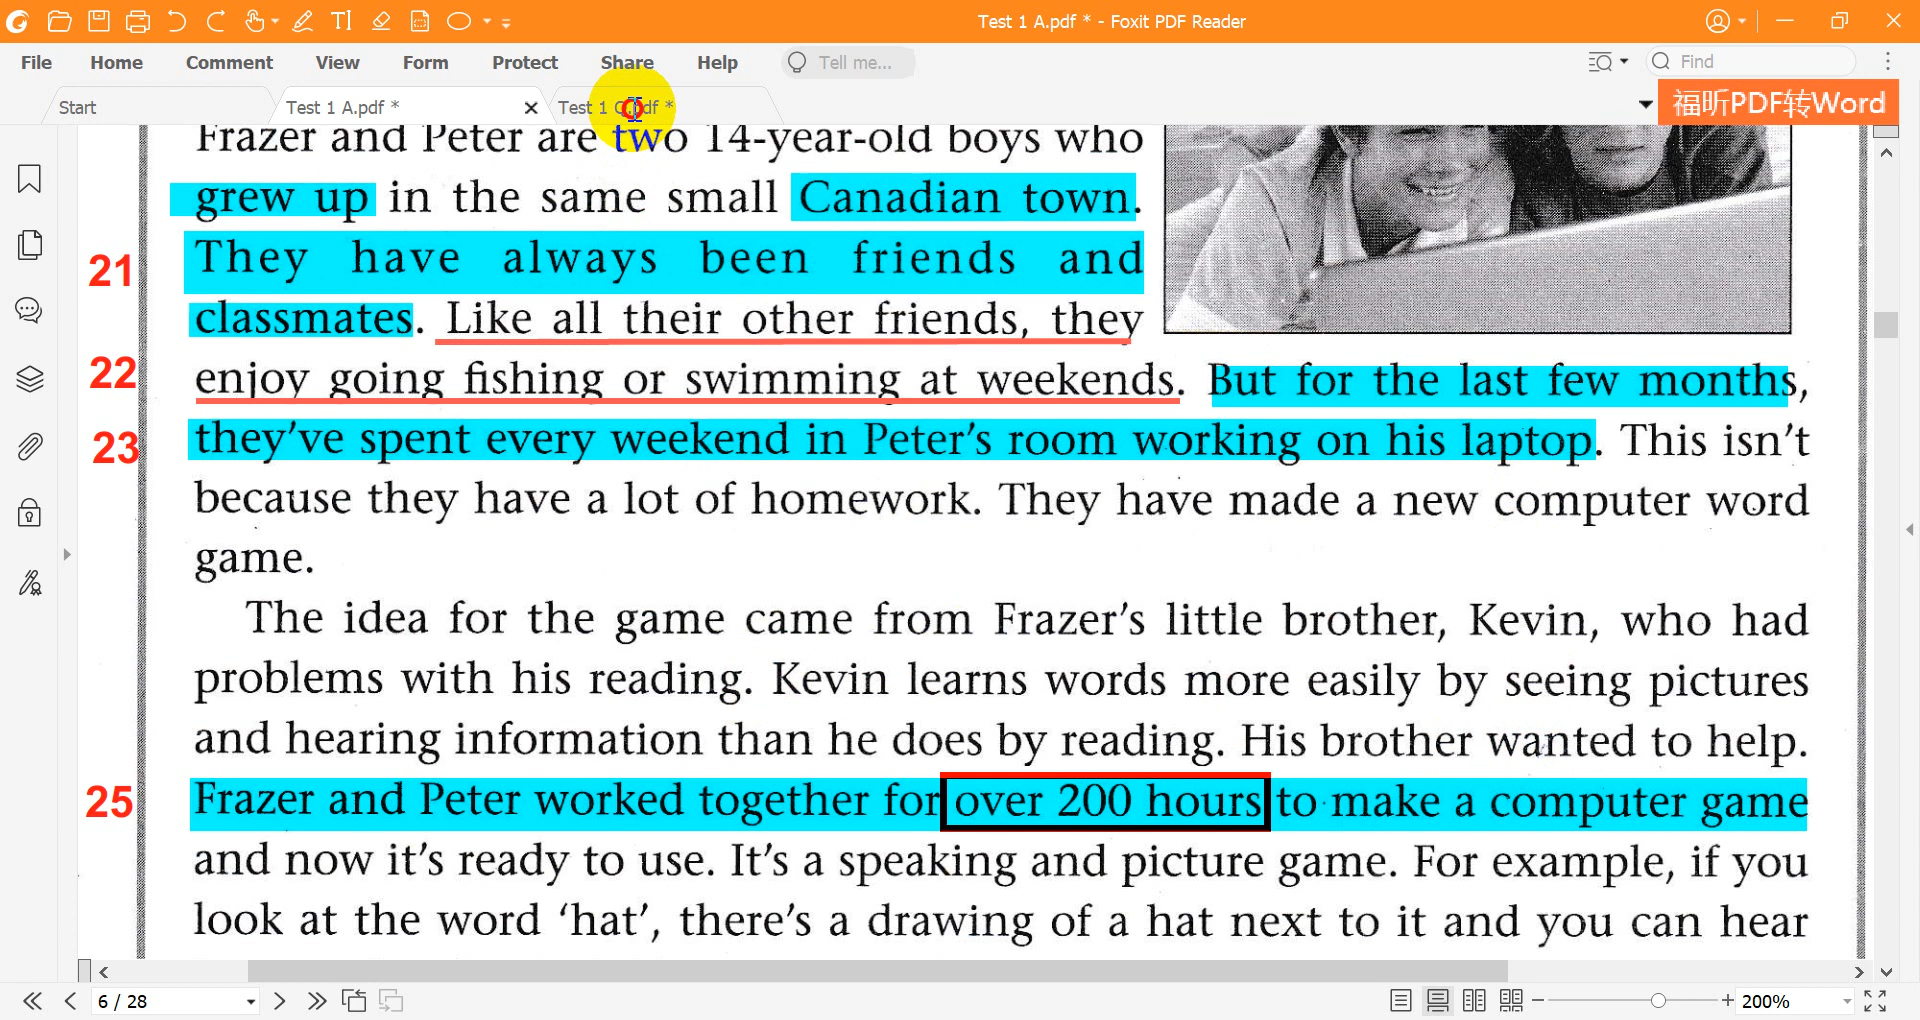 Test 1 A.pdf * - Foxit PDF Reader
File Home Comment View Form Protect Share Help Tell me... Find
Start Test 1 A.pdf * Test 1 C.pdf * 福昕PDF转Word
Frazer and Peter are two 14-year-old boys who
grew up in the same small Canadian town.
21 They have always been friends and
classmates. Like all their other friends, they
22 enjoy going fishing or swimming at weekends. But for the last few months,
23 they've spent every weekend in Peter's room working on his laptop. This isn't
because they have a lot of homework. They have made a new computer word
game.
The idea for the game came from Frazer's little brother, Kevin, who had
problems with his reading. Kevin learns words more easily by seeing pictures
and hearing information than he does by reading. His brother wanted to help.
25 Frazer and Peter worked together for over 200 hours to make a computer game
and now it's ready to use. It's a speaking and picture game. For example, if you
look at the word 'hat', there's a drawing of a hat next to it and you can hear
6 / 28 200%